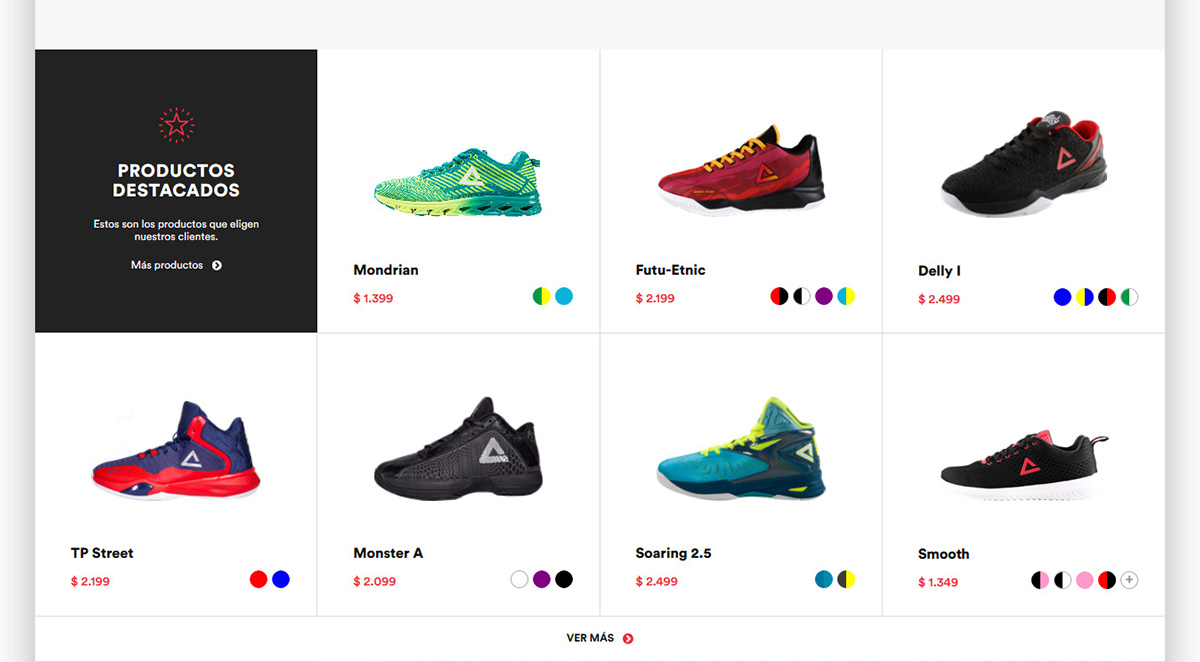 PRODUCTOS
DESTACADOS
Estos son los productos que eligen
nuestros clientes.
Más productos
Mondrian
$ 1.399
Futu-Etnic
$ 2.199
Delly I
$ 2.499
TP Street
$ 2.199
Monster A
$ 2.099
Soaring 2.5
$ 2.499
Smooth
$ 1.349
+
VER MÁS